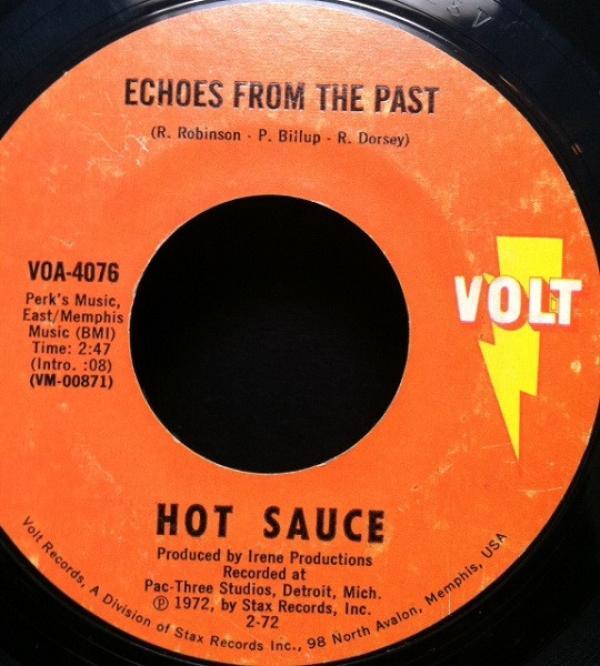 ECHOES FROM THE PAST
(R. Robinson - P. Billup - R. Dorsey)
VOA-4076
Perk's Music,
East/Memphis
Music (BMI)
Time: 2:47
(Intro. :08)
(VM-00871)
VOLT
HOT SAUCE
Produced by Irene Productions
Recorded at
Pac-Three Studios, Detroit, Mich.
℗ 1972, by Stax Records, Inc.
2-72
Volt Records, A Division of Stax Records Inc., 98 North Avalon, Memphis, USA